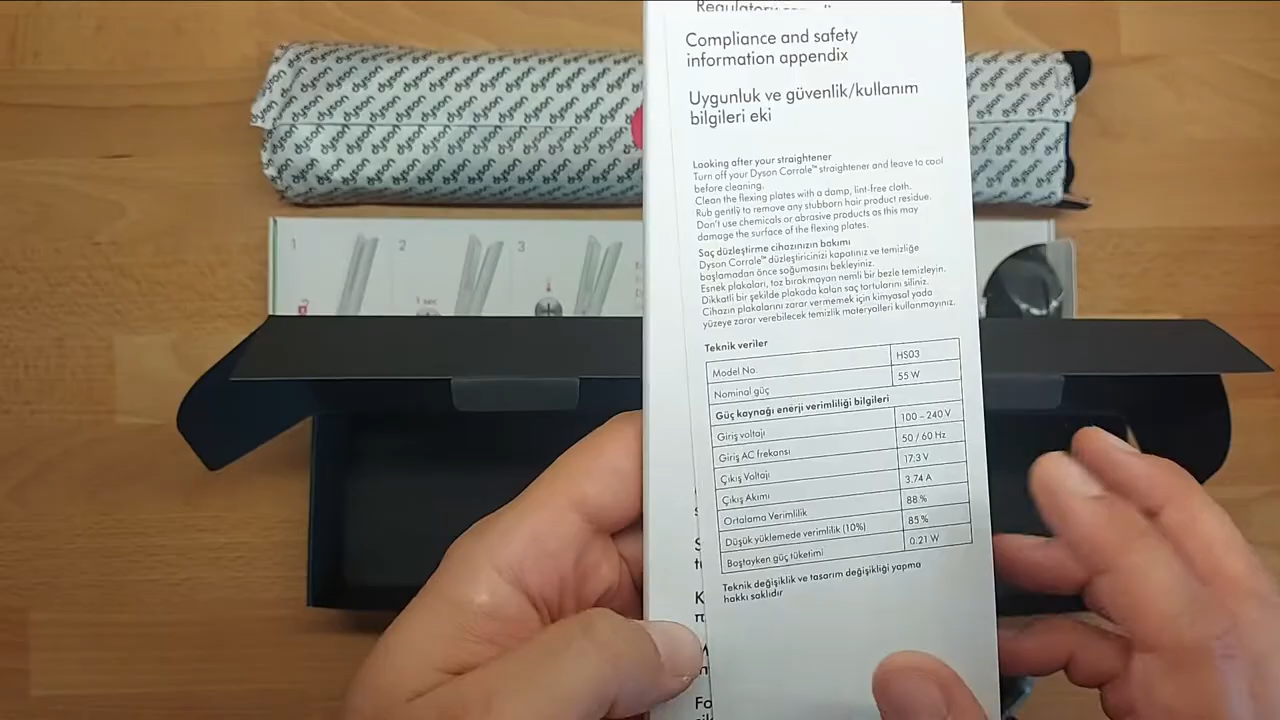 Compliance and safety
information appendix
Uygunluk ve güvenlik/kullanım
bilgileri eki
Looking after your straightener
Turn off your Dyson Corrale™ straightener and leave to cool
before cleaning.
Clean the flexing plates with a damp, lint-free cloth.
Rub gently to remove any stubborn hair product residue.
Don't use chemicals or abrasive products as this may
damage the surface of the flexing plates.
Saç düzleştirme cihazınızın bakımı
Dyson Corrale™ düzleştiricinizi kapatınız ve temizliğe
başlamadan önce soğumasını bekleyiniz.
Esnek plakaları, toz bırakmayan nemli bir bezle temizleyin.
Dikkatli bir şekilde plakada kalan saç tortularını siliniz.
Cihazın plakalarını zarar vermemek için kimyasal yada
yüzeye zarar verebilecek temizlik materyalleri kullanmayınız.
Teknik veriler
Model No. HS03
Nominal güç 55 W
Güç kaynağı enerji verimliliği bilgileri
Giriş voltajı 100 – 240 V
Giriş AC frekansı 50 / 60 Hz
Çıkış Voltajı 17.3 V
Çıkış Akımı 3.74 A
Ortalama Verimlilik 88.%
Düşük yüklemede verimlilik (10%) 85 %
Boştayken güç tüketimi 0.21 W
Teknik değişiklik ve tasarım değişikliği yapma
hakkı saklıdır
dyson
1 2 3
1 sec